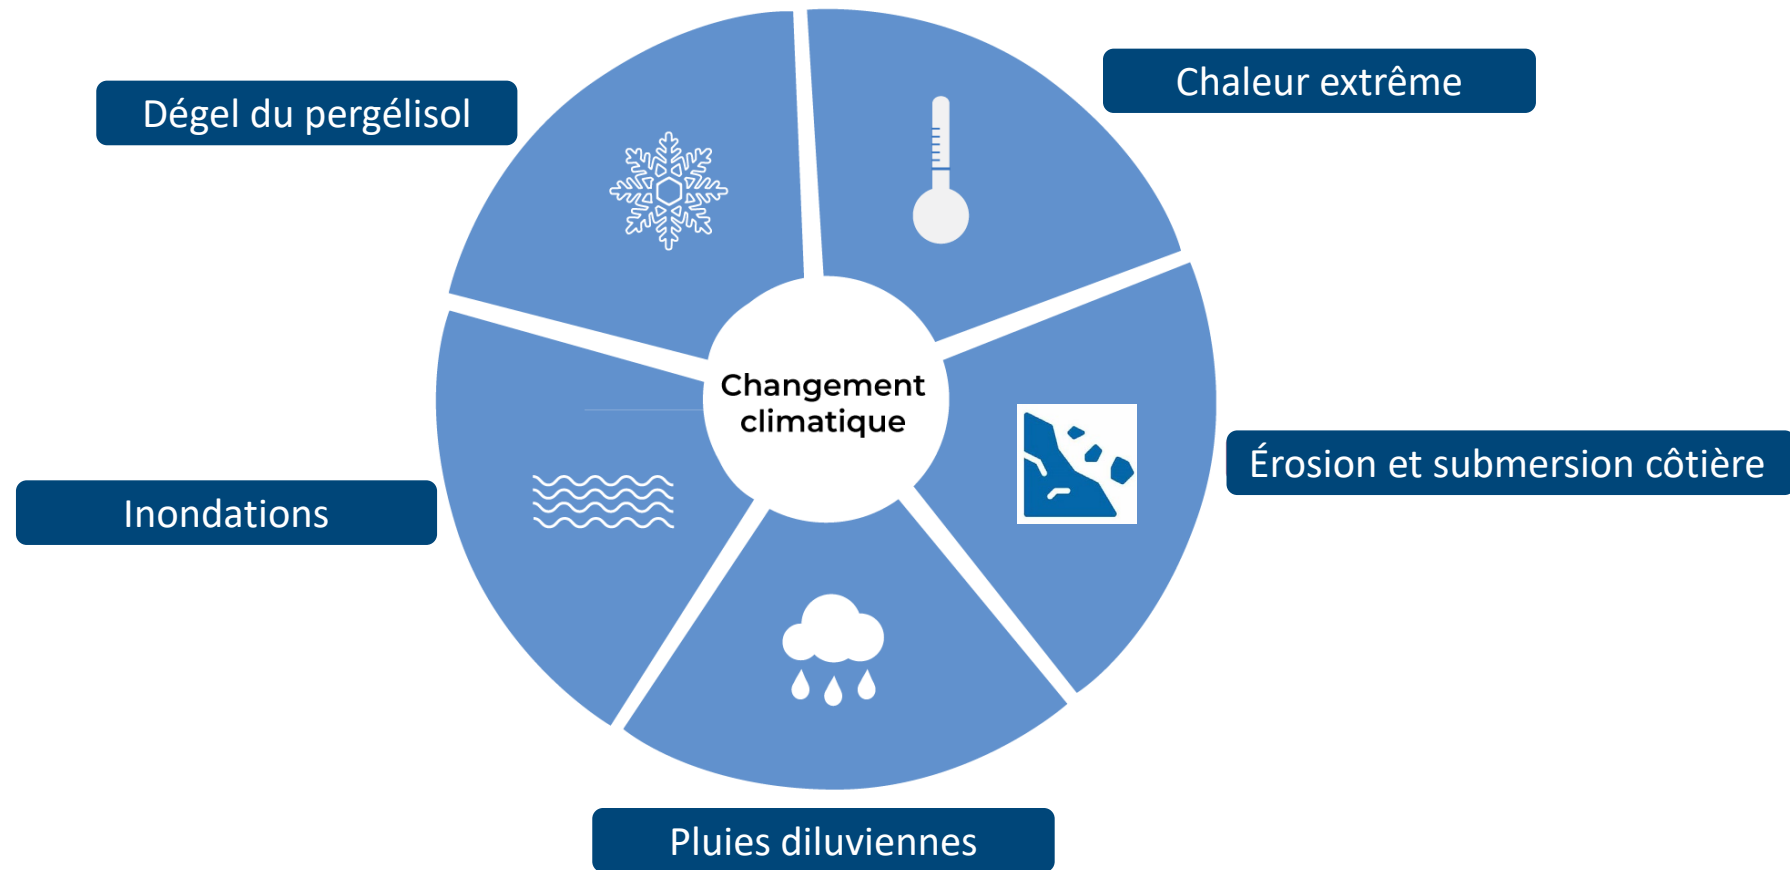 Chaleur extrême
Dégel du pergélisol
Changement
climatique
Érosion et submersion côtière
Inondations
Pluies diluviennes